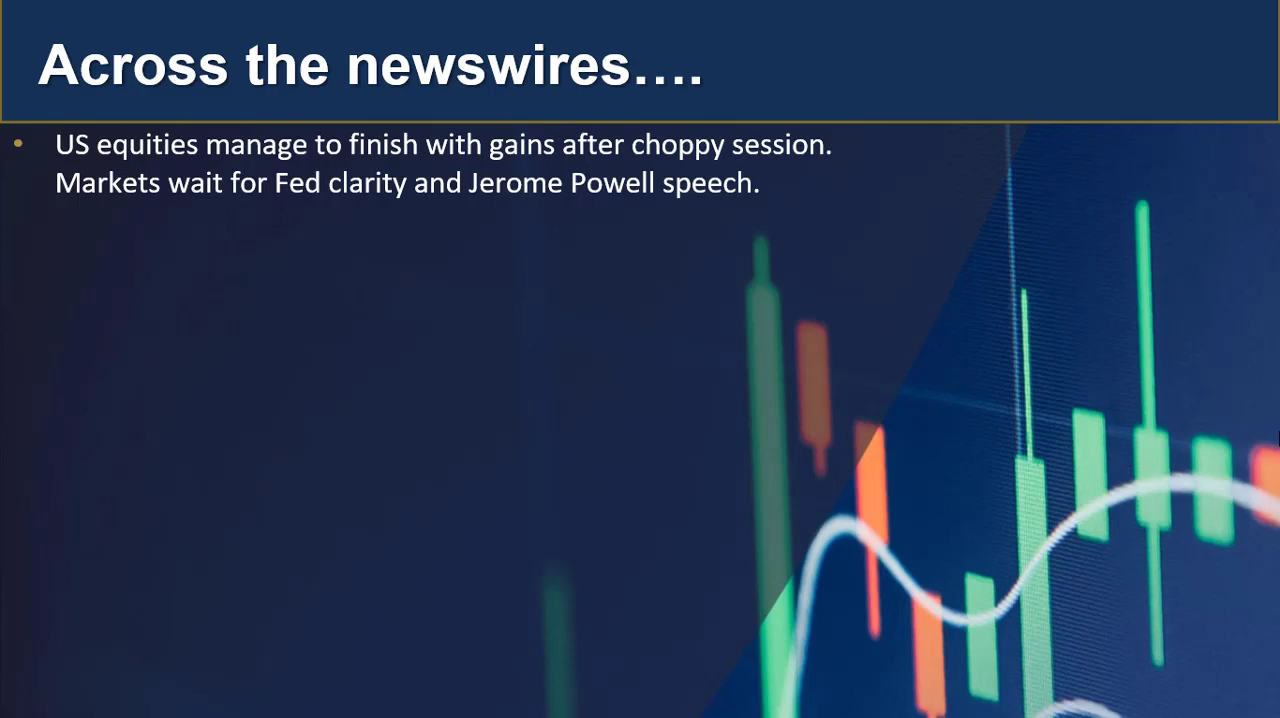 Across the newswires….
• US equities manage to finish with gains after choppy session.
Markets wait for Fed clarity and Jerome Powell speech.